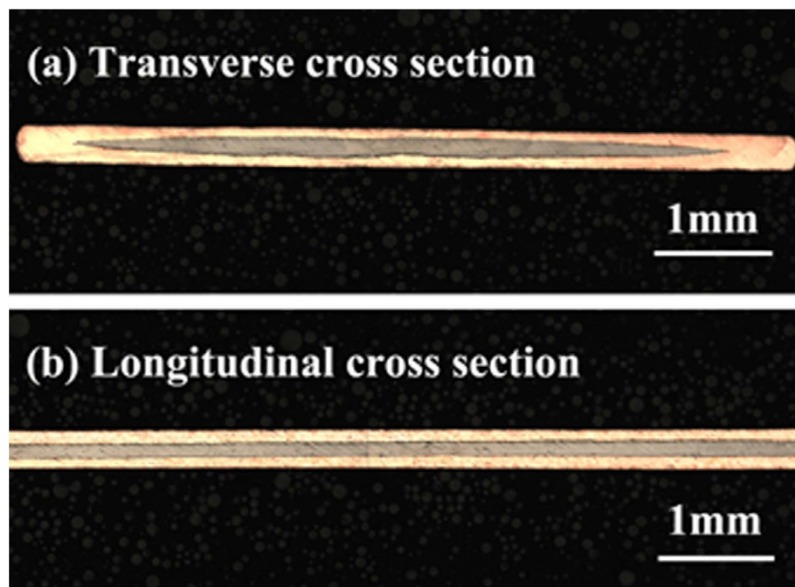 (a) Transverse cross section
1mm
(b) Longitudinal cross section
1mm